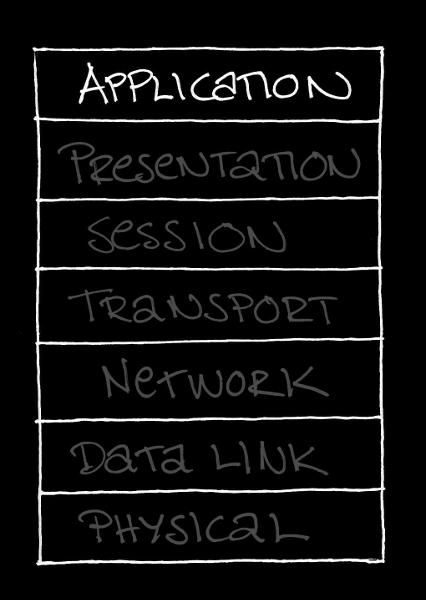 Application
Presentation
Session
Transport
Network
Data Link
Physical